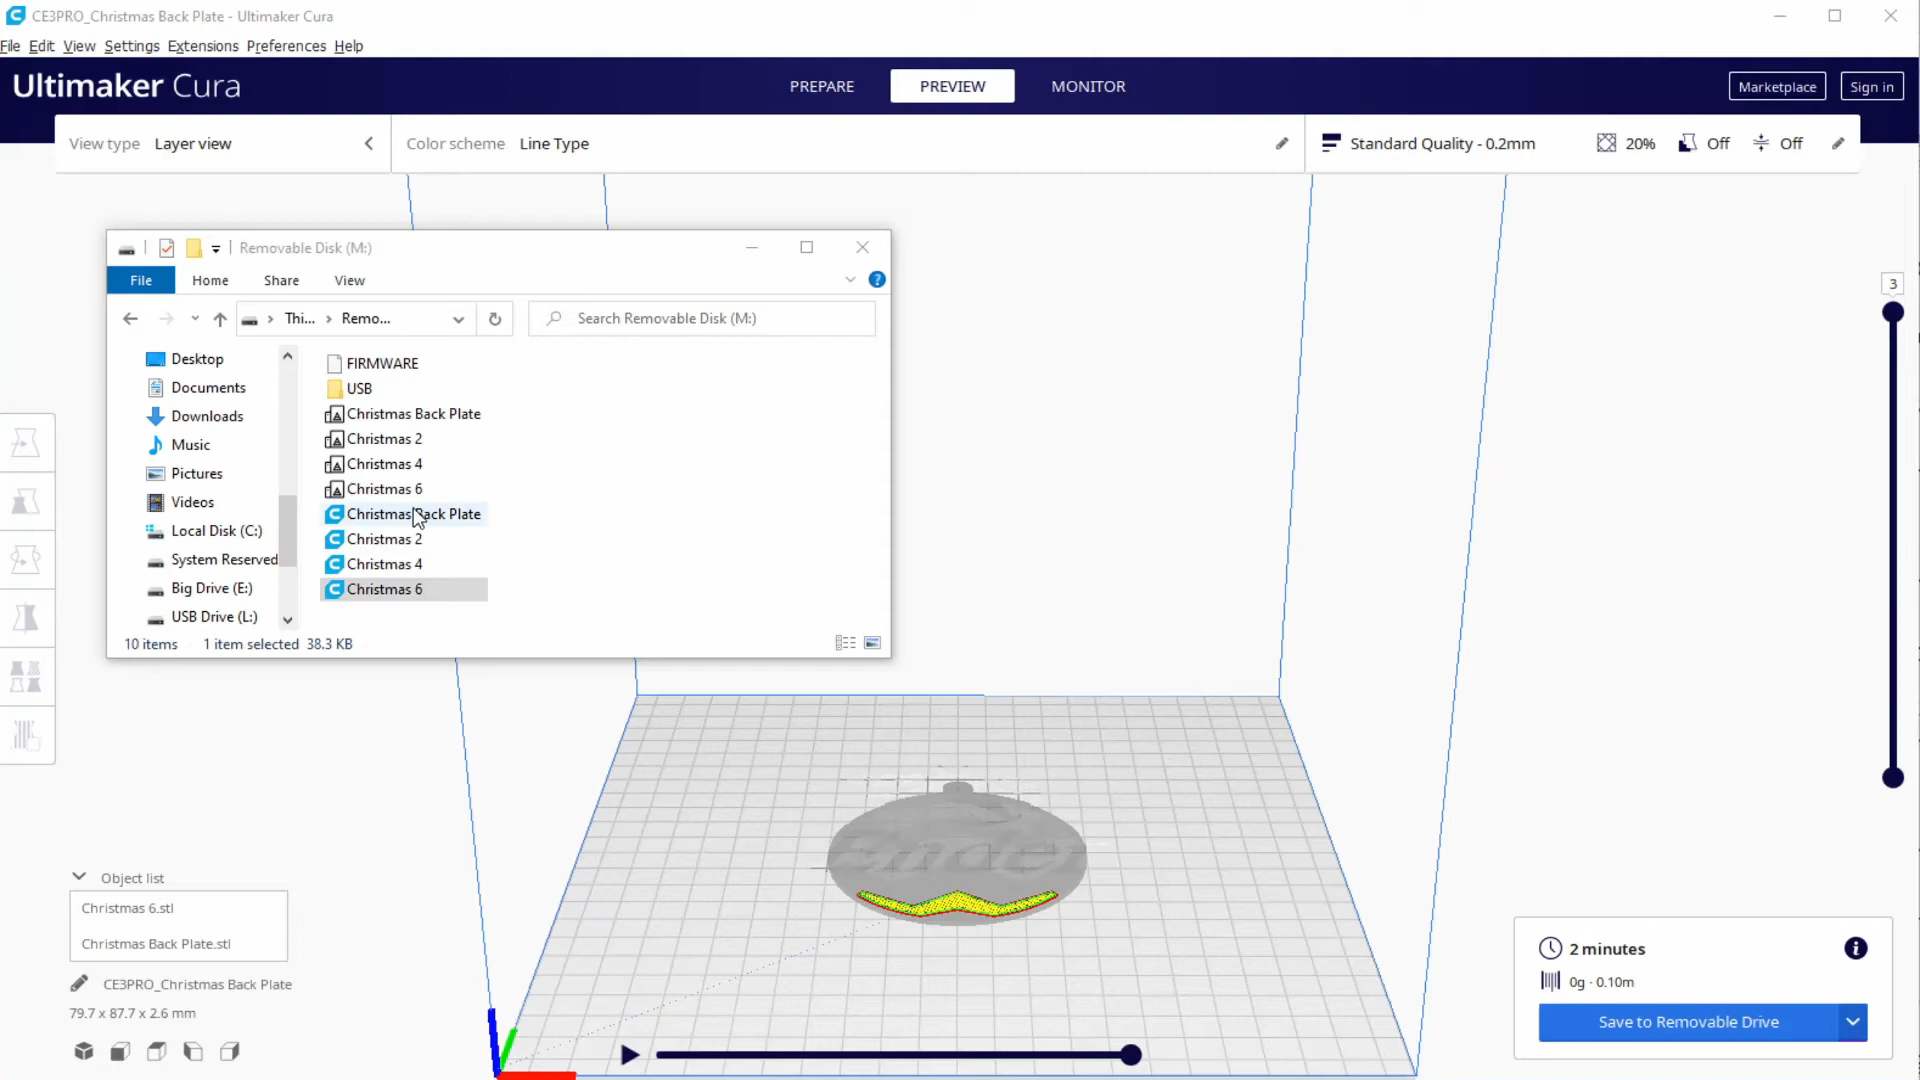 CE3PRO_Christmas Back Plate - Ultimaker Cura
File Edit View Settings Extensions Preferences Help
Ultimaker Cura
PREPARE
PREVIEW
MONITOR
Marketplace
Sign in
View type Layer view
Color scheme Line Type
Standard Quality - 0.2mm
20%
Off
Off
Removable Disk (M:)
File
Home
Share
View
Thi... Remo...
Search Removable Disk (M:)
Desktop
Documents
Downloads
Music
Pictures
Videos
Local Disk (C:)
System Reserved
Big Drive (E:)
USB Drive (L:)
FIRMWARE
USB
Christmas Back Plate
Christmas 2
Christmas 4
Christmas 6
Christmas Back Plate
Christmas 2
Christmas 4
Christmas 6
10 items 1 item selected 38.3 KB
3
Object list
Christmas 6.stl
Christmas Back Plate.stl
CE3PRO_Christmas Back Plate
79.7 x 87.7 x 2.6 mm
2 minutes
0g · 0.10m
Save to Removable Drive